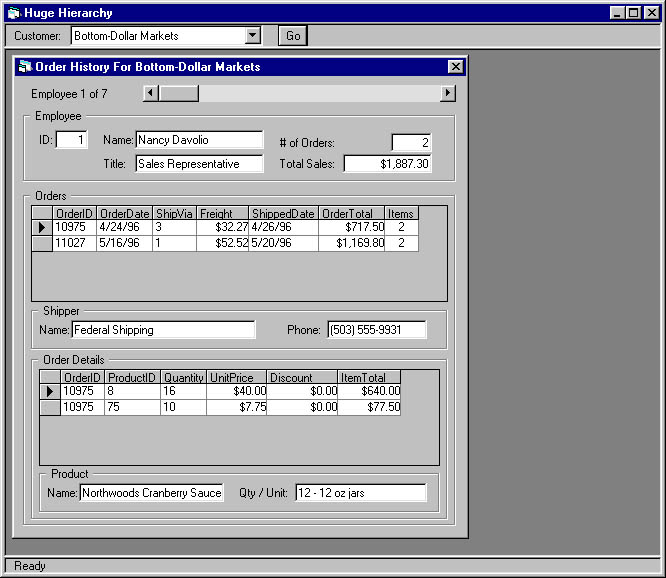 Huge Hierarchy
Customer: Bottom-Dollar Markets Go
Order History For Bottom-Dollar Markets
Employee 1 of 7
Employee
ID: 1 Name: Nancy Davolio # of Orders: 2
Title: Sales Representative Total Sales: $1,887.30
Orders
OrderID OrderDate ShipVia Freight ShippedDate OrderTotal Items
10975 4/24/96 3 $32.27 4/26/96 $717.50 2
11027 5/16/96 1 $52.52 5/20/96 $1,169.80 2
Shipper
Name: Federal Shipping Phone: (503) 555-9931
Order Details
OrderID ProductID Quantity UnitPrice Discount ItemTotal
10975 8 16 $40.00 $0.00 $640.00
10975 75 10 $7.75 $0.00 $77.50
Product
Name: Northwoods Cranberry Sauce Qty / Unit: 12 - 12 oz jars
Ready